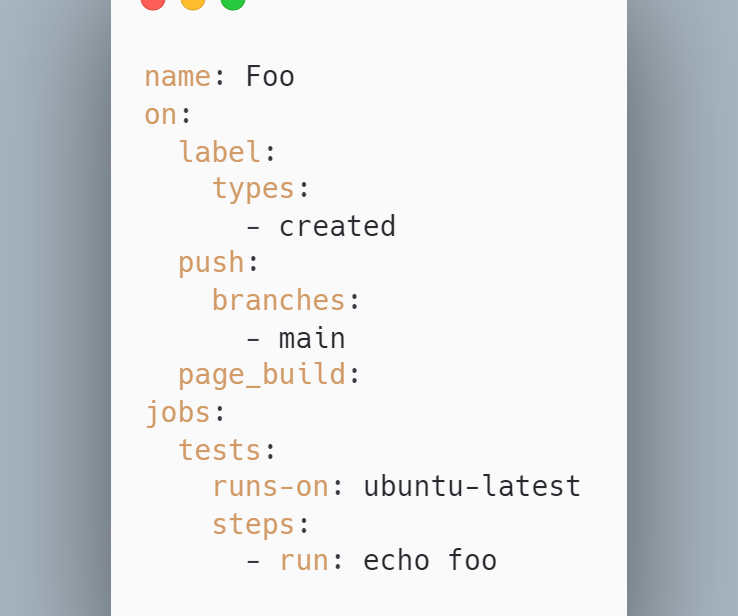 name: Foo
on:
  label:
    types:
      - created
  push:
    branches:
      - main
  page_build:
jobs:
  tests:
    runs-on: ubuntu-latest
    steps:
      - run: echo foo